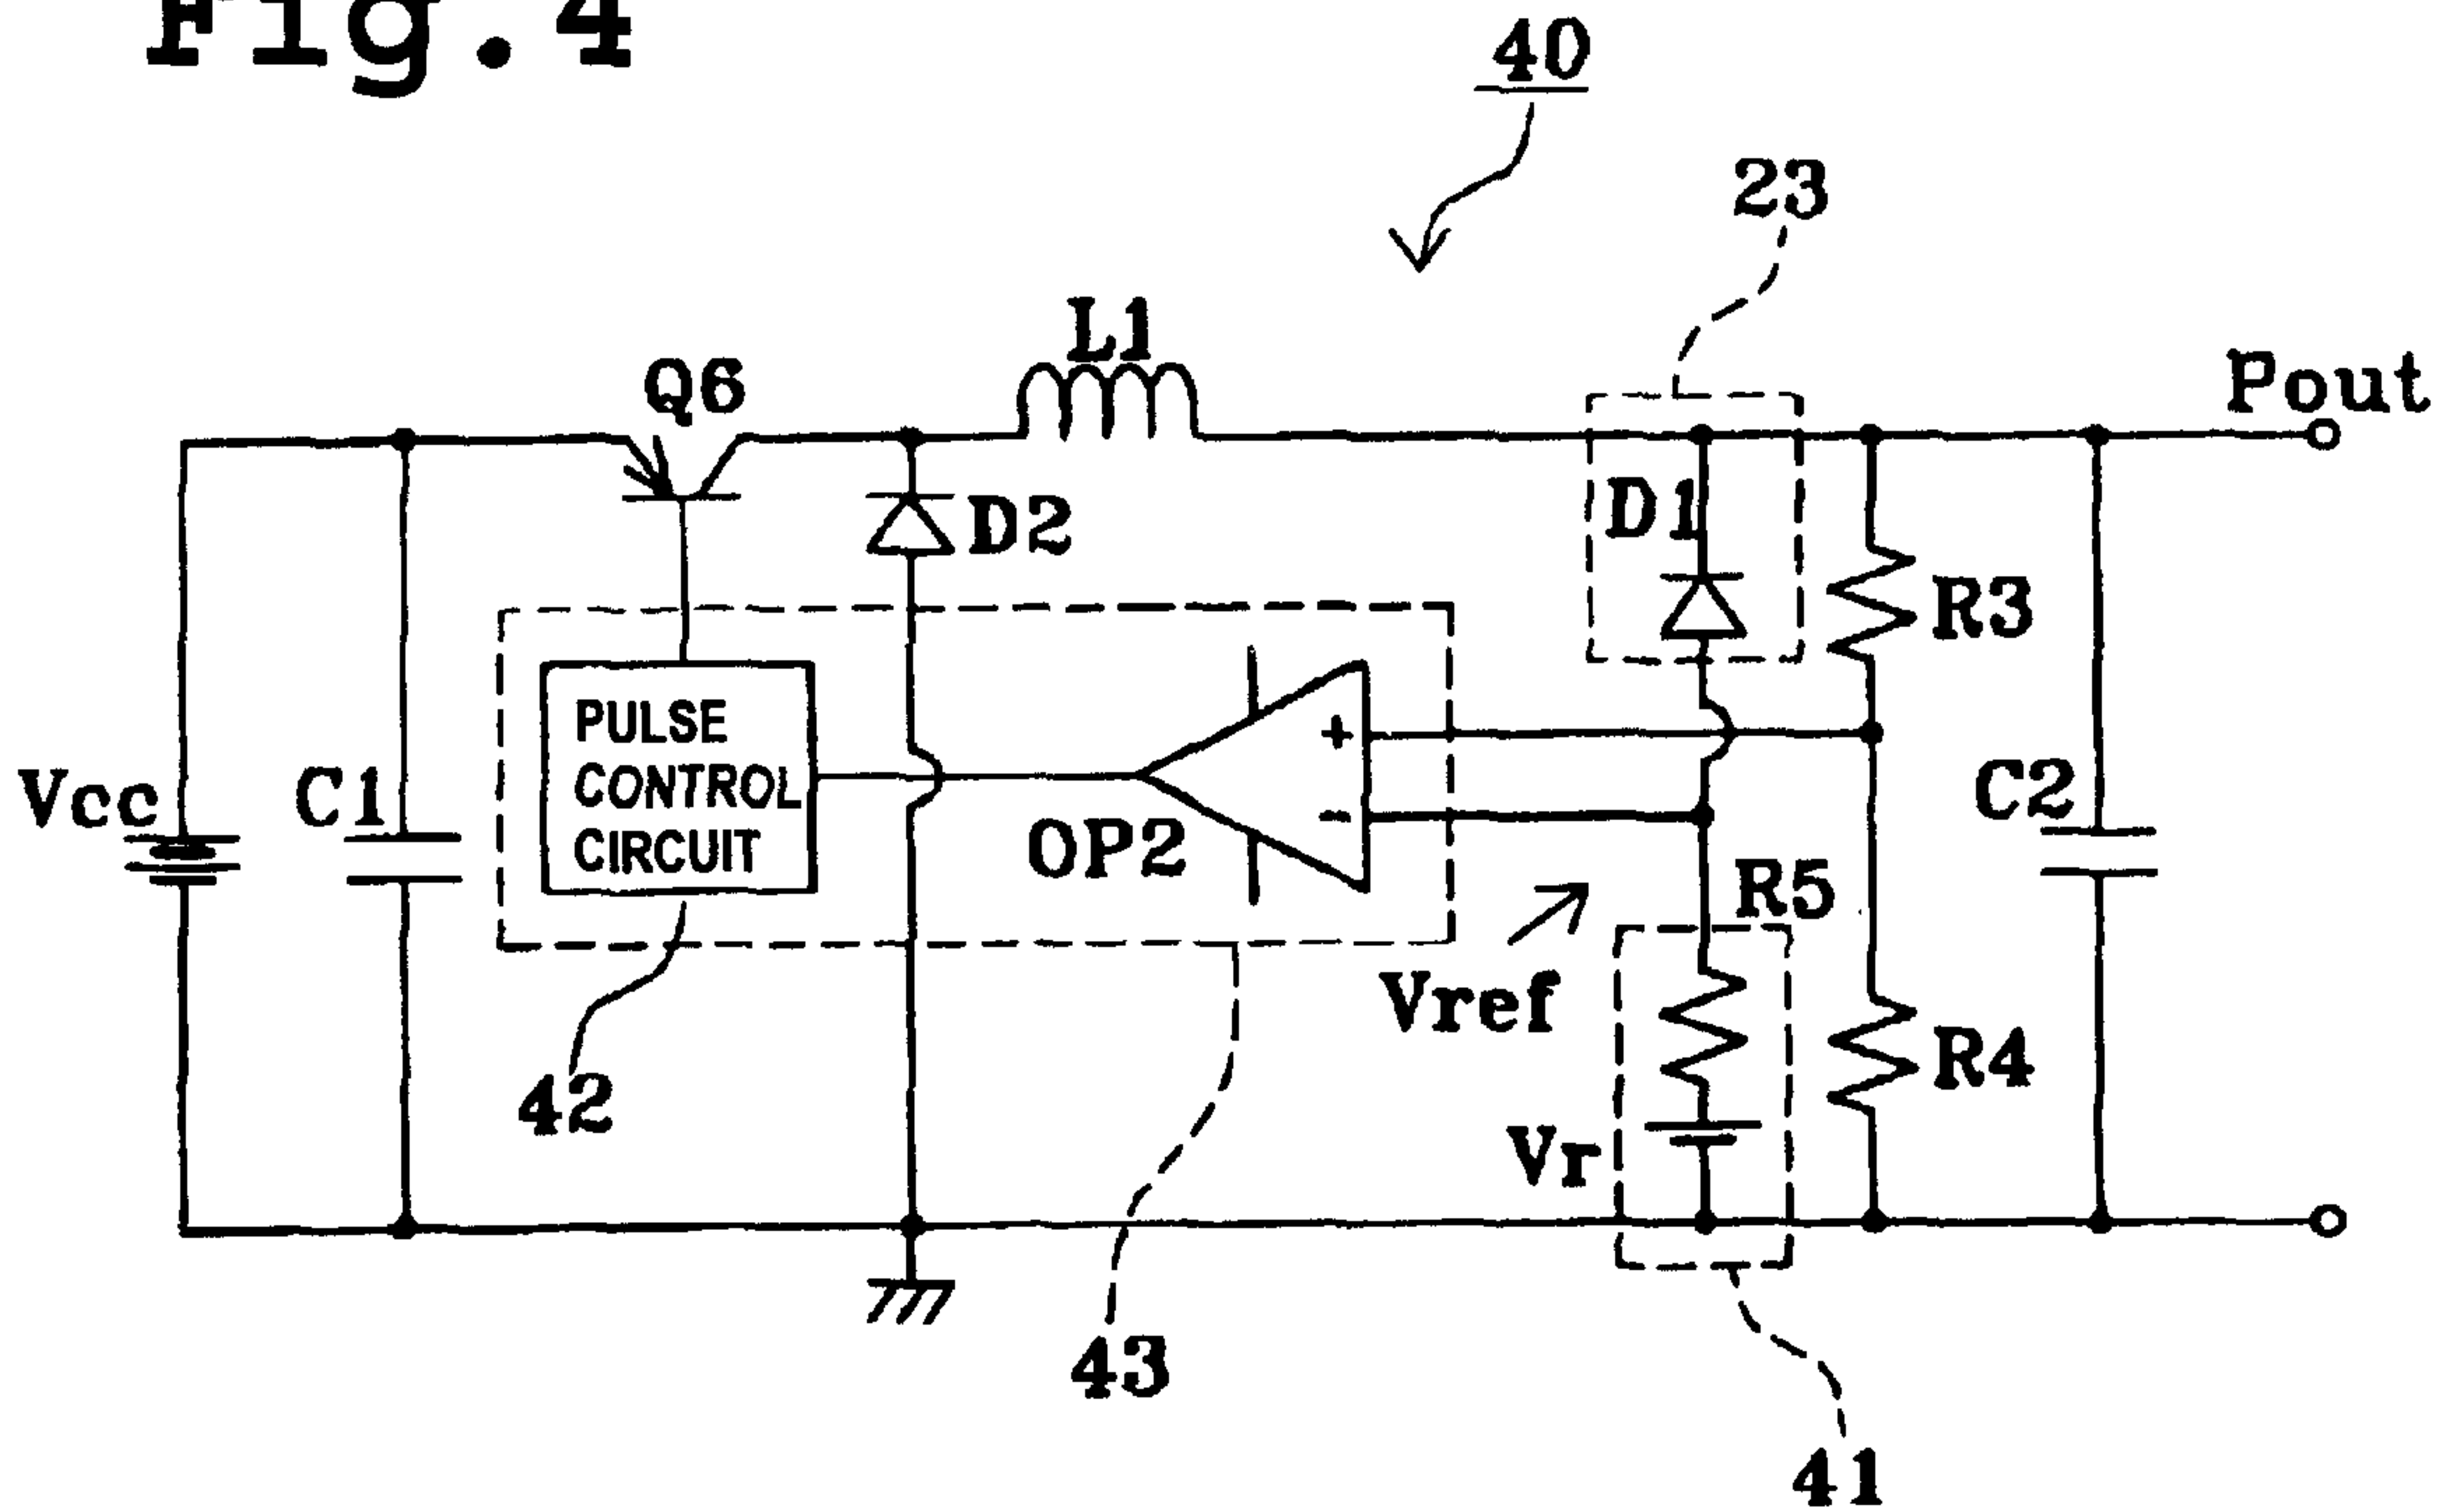 Fig.4
40
23
L1
Q6
Pout
D1
D2
R3
PULSE
CONTROL
CIRCUIT
+
Vcc
C1
C2
-
OP2
R5
Vref
R4
42
Vr
43
41